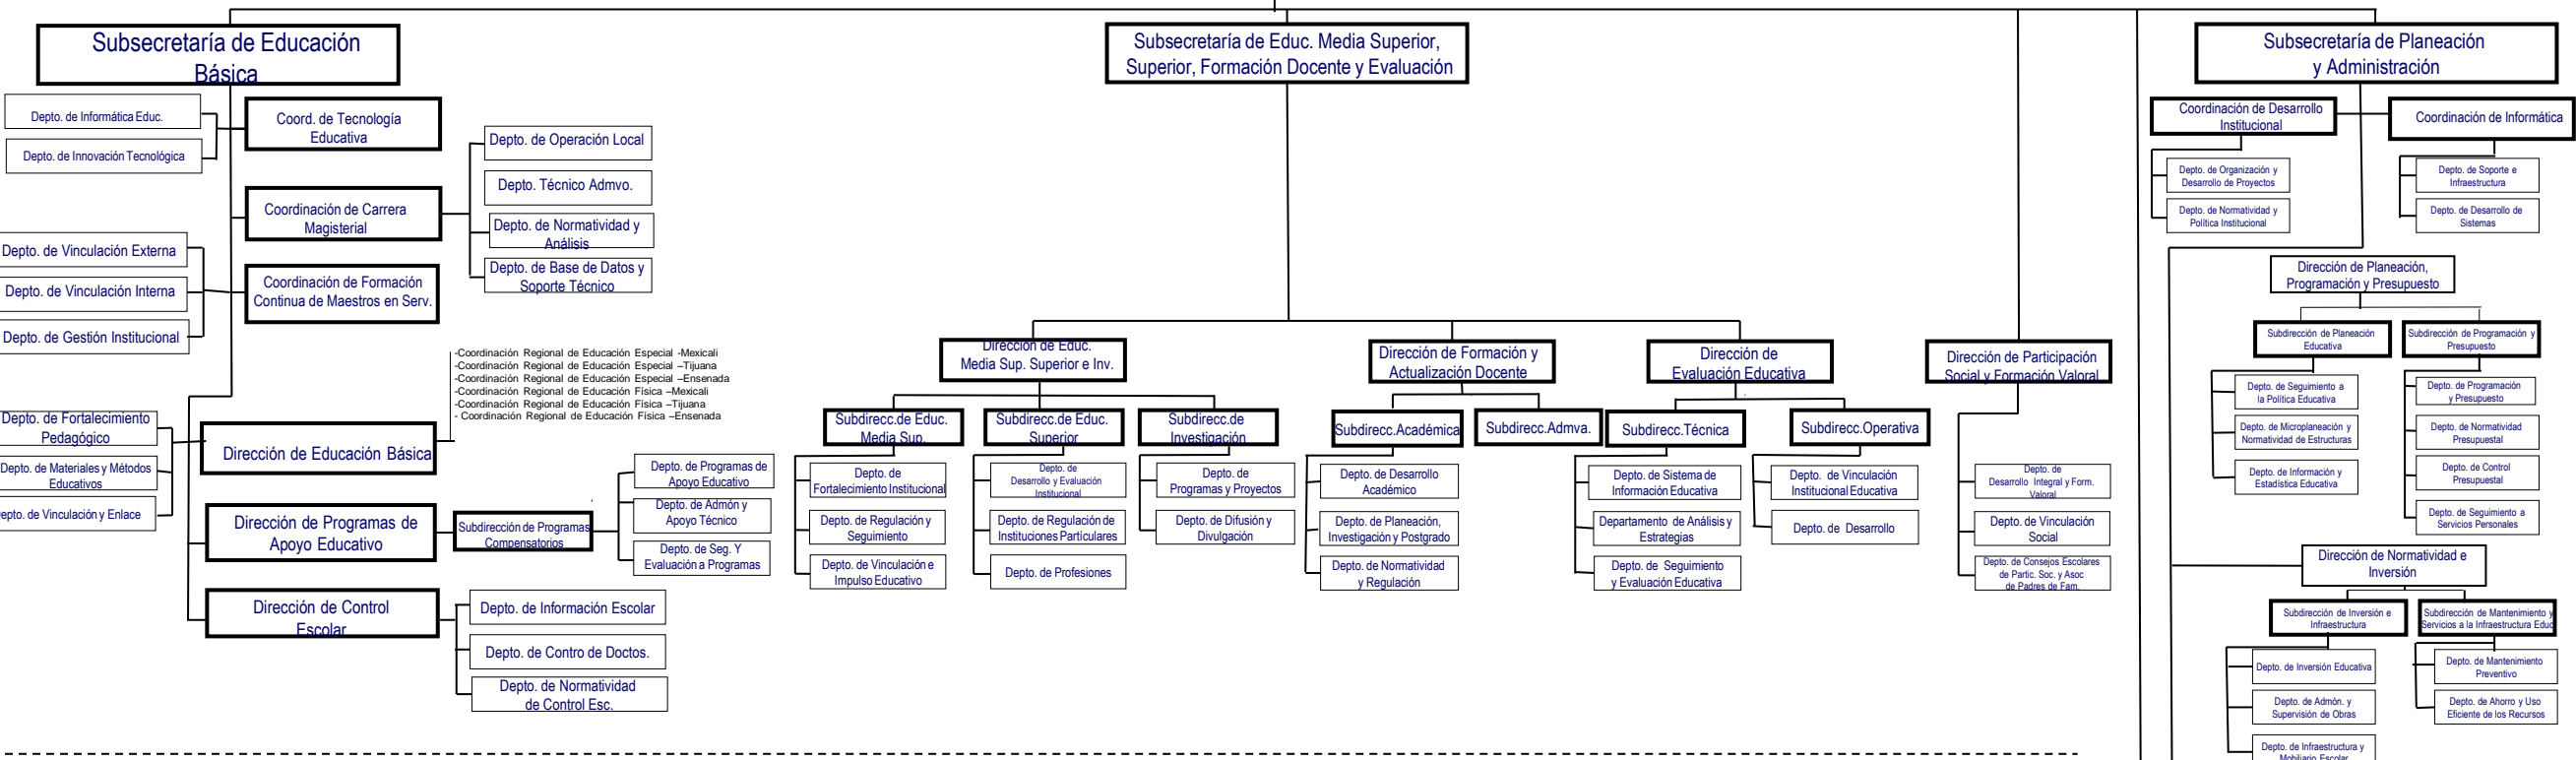 Subsecretaría de Educación
Básica
Depto. de Informática Educ.
Depto. de Innovación Tecnológica
Coord. de Tecnología
Educativa
Coordinación de Carrera
Magisterial
Depto. de Operación Local
Depto. Técnico Admvo.
Depto. de Normatividad y
Análisis
Depto. de Base de Datos y
Soporte Técnico
Depto. de Vinculación Externa
Depto. de Vinculación Interna
Depto. de Gestión Institucional
Coordinación de Formación
Continua de Maestros en Serv.
-Coordinación Regional de Educación Especial -Mexicali
-Coordinación Regional de Educación Especial –Tijuana
-Coordinación Regional de Educación Especial –Ensenada
-Coordinación Regional de Educación Física –Mexicali
-Coordinación Regional de Educación Física –Tijuana
- Coordinación Regional de Educación Física –Ensenada
Depto. de Fortalecimiento
Pedagógico
Depto. de Materiales y Métodos
Educativos
epto. de Vinculación y Enlace
Dirección de Educación Básica
Dirección de Programas de
Apoyo Educativo
Subdirección de Programas
Compensatorios
Depto. de Programas de
Apoyo Educativo
Depto. de Admón y
Apoyo Técnico
Depto. de Seg. Y
Evaluación a Programas
Dirección de Control
Escolar
Depto. de Información Escolar
Depto. de Contro de Doctos.
Depto. de Normatividad
de Control Esc.
Subsecretaría de Educ. Media Superior,
Superior, Formación Docente y Evaluación
Dirección de Educ.
Media Sup. Superior e Inv.
Subdirecc.de Educ.
Media Sup.
Depto. de
Fortalecimiento Institucional
Depto. de Regulación y
Seguimiento
Depto. de Vinculación e
Impulso Educativo
Subdirecc.de Educ.
Superior
Depto. de
Desarrollo y Evaluación
Institucional
Depto. de Regulación de
Instituciones Particulares
Depto. de Profesiones
Subdirecc.de
Investigación
Depto. de
Programas y Proyectos
Depto. de Difusión y
Divulgación
Dirección de Formación y
Actualización Docente
Subdirecc.Académica
Depto. de Desarrollo
Académico
Depto. de Planeación,
Investigación y Postgrado
Depto. de Normatividad
y Regulación
Subdirecc.Admva.
Dirección de
Evaluación Educativa
Subdirecc.Técnica
Depto. de Sistema de
Información Educativa
Departamento de Análisis y
Estrategias
Depto. de Seguimiento
y Evaluación Educativa
Subdirecc.Operativa
Depto. de Vinculación
Institucional Educativa
Depto. de Desarrollo
Dirección de Participación
Social y Formación Valoral
Depto. de
Desarrollo Integral y Form.
Valoral
Depto. de Vinculación
Social
Depto. de Consejos Escolares
de Partic. Soc. y Asoc
de Padres de Fam.
Subsecretaría de Planeación
y Administración
Coordinación de Desarrollo
Institucional
Depto. de Organización y
Desarrollo de Proyectos
Depto. de Normatividad y
Política Institucional
Coordinación de Informática
Depto. de Soporte e
Infraestructura
Depto. de Desarrollo de
Sistemas
Dirección de Planeación,
Programación y Presupuesto
Subdirección de Planeación
Educativa
Depto. de Seguimiento a
la Política Educativa
Depto. de Microplaneación y
Normatividad de Estructuras
Depto. de Información y
Estadística Educativa
Subdirección de Programación y
Presupuesto
Depto. de Programación
y Presupuesto
Depto. de Normatividad
Presupuestal
Depto. de Control
Presupuestal
Depto. de Seguimiento a
Servicios Personales
Dirección de Normatividad e
Inversión
Subdirección de Inversión e
Infraestructura
Depto. de Inversión Educativa
Depto. de Admón. y
Supervisión de Obras
Depto. de Infraestructura y
Mobiliario Escolar
Subdirección de Mantenimiento y
Servicios a la Infraestructura Educ
Depto. de Mantenimiento
Preventivo
Depto. de Ahorro y Uso
Eficiente de los Recursos